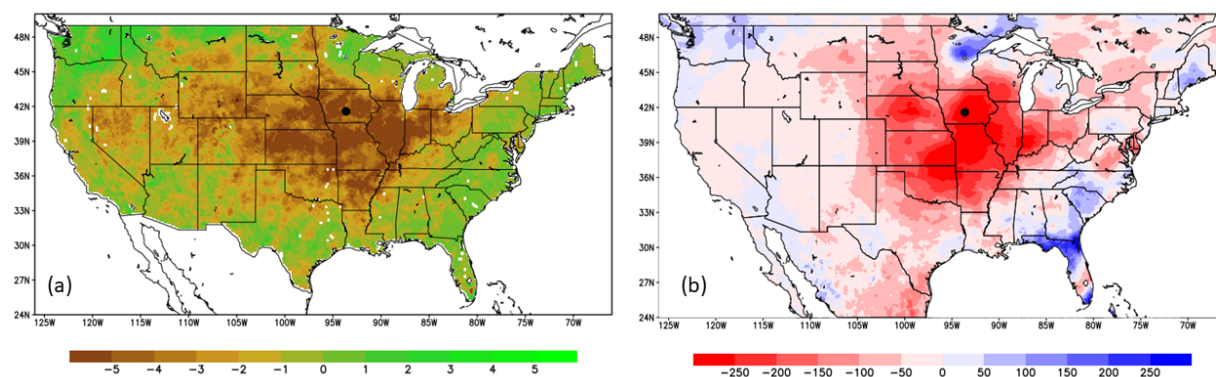 48N 48N
45N 45N
42N 42N
39N 39N
36N 36N
33N 33N
30N 30N
27N (a) 27N (b)
24N 24N
125W 120W 115W 110W 105W 100W 95W 90W 85W 80W 75W 70W 125W 120W 115W 110W 105W 100W 95W 90W 85W 80W 75W 70W
-5 -4 -3 -2 -1 0 1 2 3 4 5 -250 -200 -150 -100 -50 0 50 100 150 200 250